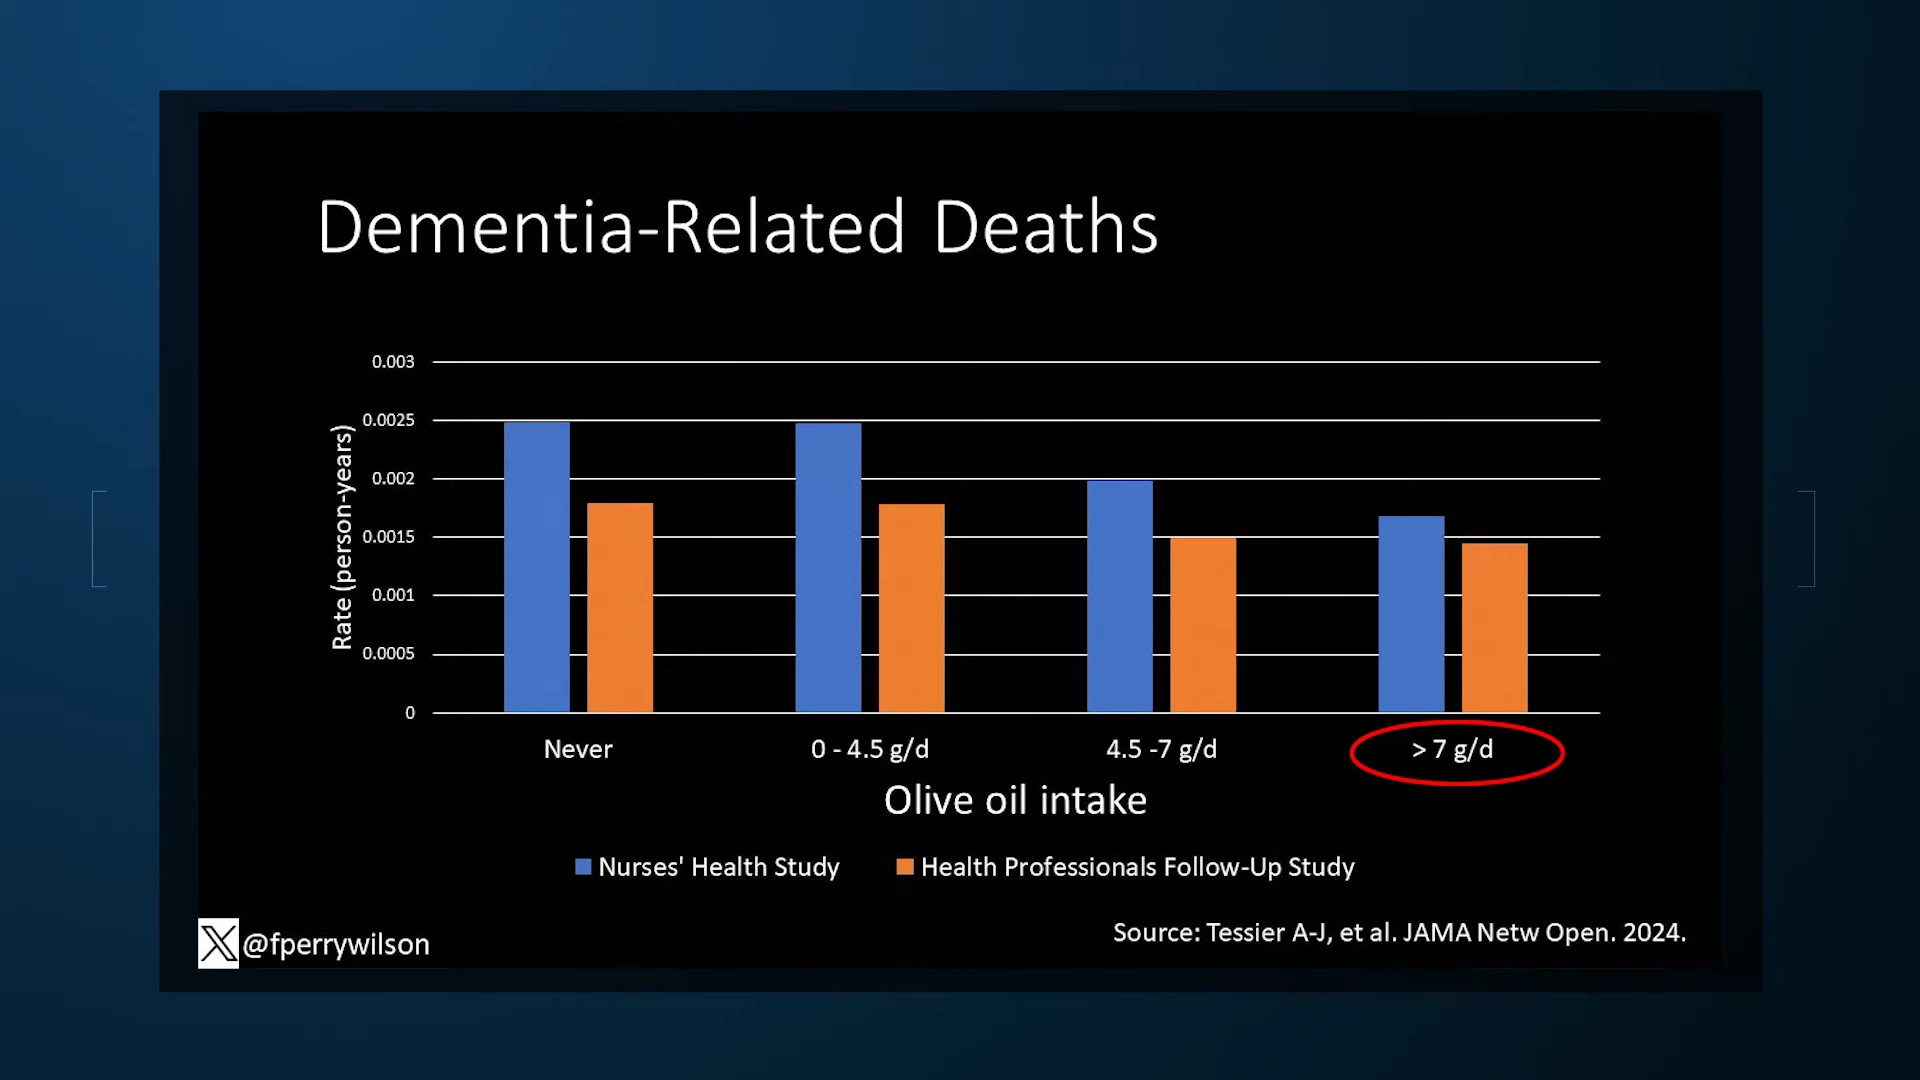 Dementia-Related Deaths
0.003
0.0025
0.002
0.0015
0.001
0.0005
0
Rate (person-years)
Never
0 - 4.5 g/d
4.5 -7 g/d
> 7 g/d
Olive oil intake
Nurses' Health Study
Health Professionals Follow-Up Study
@fperrywilson
Source: Tessier A-J, et al. JAMA Netw Open. 2024.